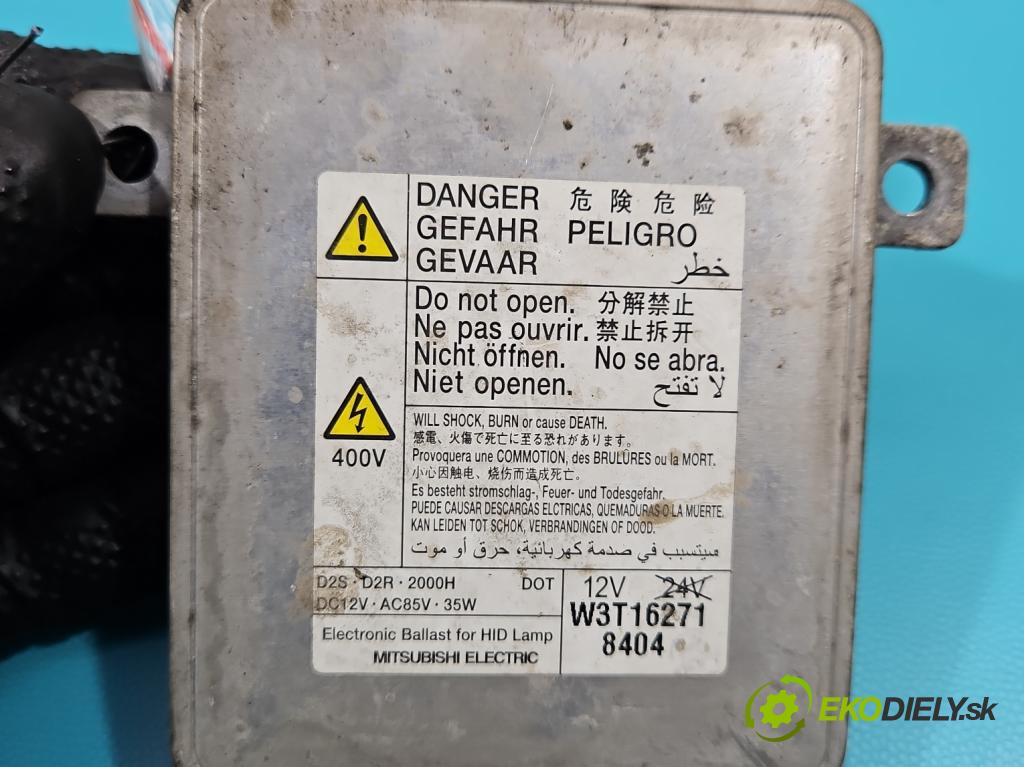 DANGER 危険 危险
GEFAHR PELIGRO
GEVAAR خطر
Do not open. 分解禁止
Ne pas ouvrir. 禁止拆开
Nicht öffnen. No se abra.
Niet openen. لا تفتح
400V
WILL SHOCK, BURN or cause DEATH.
感電、火傷で死亡に至る恐れがあります。
Provoquera une COMMOTION, des BRULÛRES ou la MORT.
小心因触电、烧伤而造成死亡。
Es besteht stromschlag-, Feuer- und Todesgefahr.
PUEDE CAUSAR DESCARGAS ELCTRICAS, QUEMADURAS O LA MUERTE.
KAN LEIDEN TOT SCHOK, VERBRANDINGEN OF DOOD.
سيتسبب في صدمة كهربائية، حرق أو موت
D2S · D2R · 2000H DOT
DC12V · AC85V · 35W
12V 24V
W3T16271
8404
Electronic Ballast for HID Lamp
MITSUBISHI ELECTRIC
EKODIELY.sk